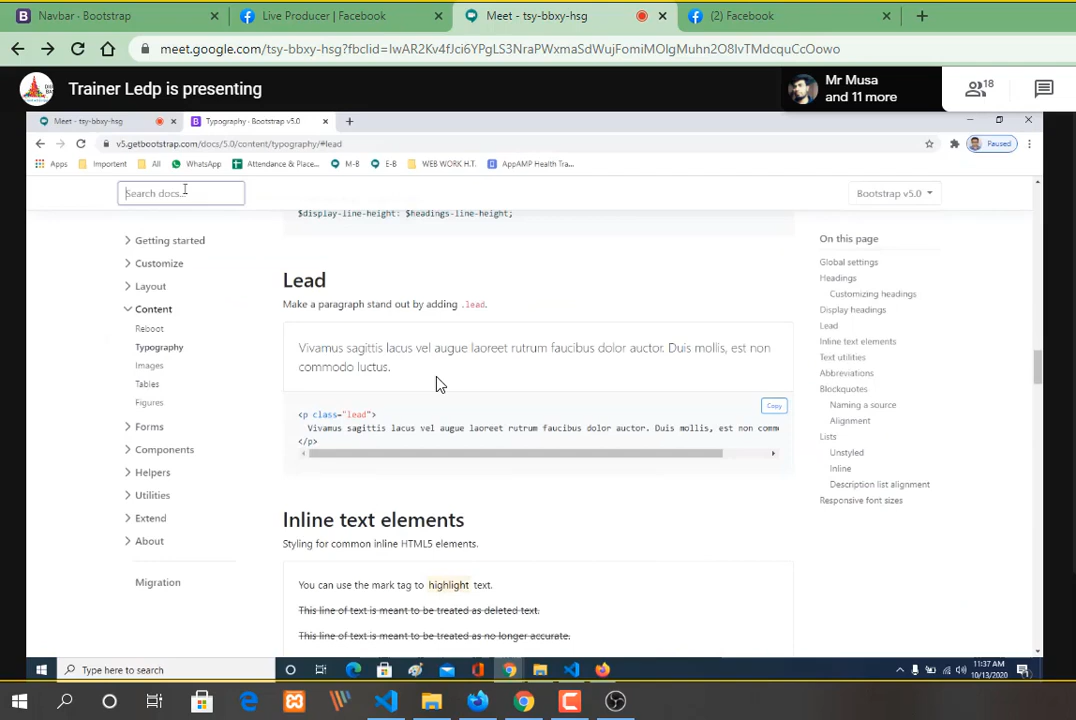 Navbar · Bootstrap
Live Producer | Facebook
Meet - tsy-bbxy-hsg
(2) Facebook
meet.google.com/tsy-bbxy-hsg?fbclid=IwAR2Kv4fJci6YPgLS3NraPWxmaSdWujFomiMOlgMuhn2O8IvTMdcquCcOowo
Trainer Ledp is presenting
Mr Musa
and 11 more
18
Meet - tsy-bbxy-hsg
Typography · Bootstrap v5.0
v5.getbootstrap.com/docs/5.0/content/typography/#lead
Paused
Apps
Importent
All
WhatsApp
Attendance & Place...
M-B
E-B
WEB WORK H.T.
AppAMP Health Tra...
Search docs...
Bootstrap v5.0
$display-line-height: $headings-line-height;
Getting started
Customize
Layout
Content
Reboot
Typography
Images
Tables
Figures
Forms
Components
Helpers
Utilities
Extend
About
Migration
Lead
Make a paragraph stand out by adding .lead.
Vivamus sagittis lacus vel augue laoreet rutrum faucibus dolor auctor. Duis mollis, est non
commodo luctus.
Copy
<p class="lead">
Vivamus sagittis lacus vel augue laoreet rutrum faucibus dolor auctor. Duis mollis, est non comm
</p>
Inline text elements
Styling for common inline HTML5 elements.
You can use the mark tag to highlight text.
This line of text is meant to be treated as deleted text.
This line of text is meant to be treated as no longer accurate.
On this page
Global settings
Headings
Customizing headings
Display headings
Lead
Inline text elements
Text utilities
Abbreviations
Blockquotes
Naming a source
Alignment
Lists
Unstyled
Inline
Description list alignment
Responsive font sizes
Type here to search
11:37 AM
10/13/2020